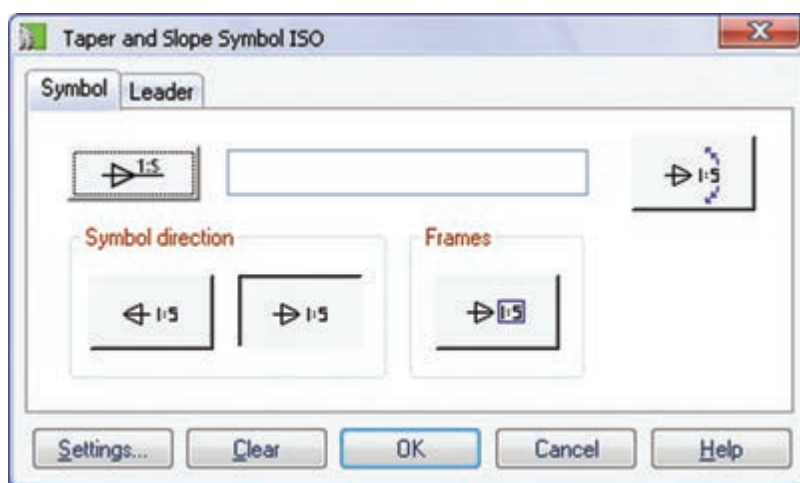 Taper and Slope Symbol ISO
Symbol Leader
1:5
1:5
Symbol direction
Frames
1:5
1:5
1:5
Settings... Clear OK Cancel Help